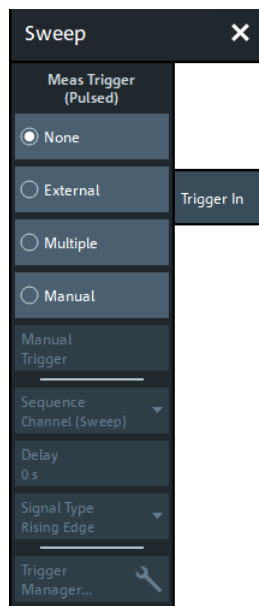 Sweep
Meas Trigger
(Pulsed)
None
External
Trigger In
Multiple
Manual
Manual
Trigger
Sequence
Channel (Sweep)
Delay
0 s
Signal Type
Rising Edge
Trigger
Manager...